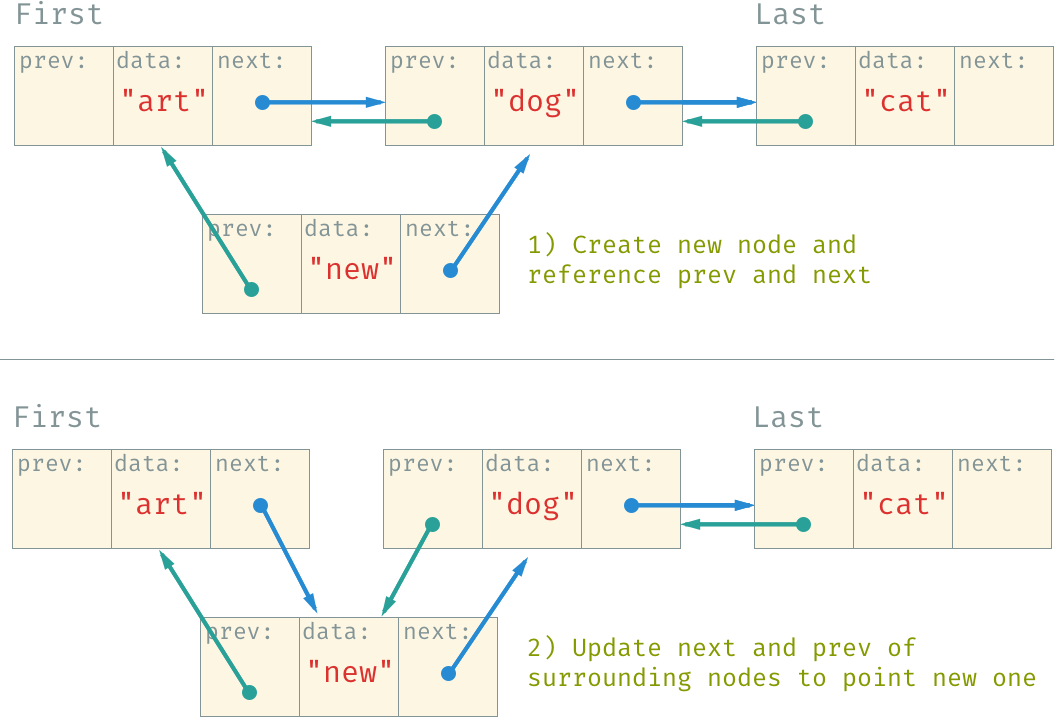 First Last
prev: data: next: prev: data: next: prev: data: next:
"art" "dog" "cat"
prev: data: next:
"new"
1) Create new node and
reference prev and next
First Last
prev: data: next: prev: data: next: prev: data: next:
"art" "dog" "cat"
prev: data: next:
"new"
2) Update next and prev of
surrounding nodes to point new one